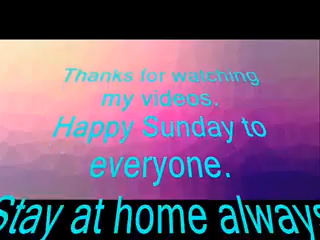 Thanks for watching
my videos.
Happy Sunday to
everyone.
Stay at home always